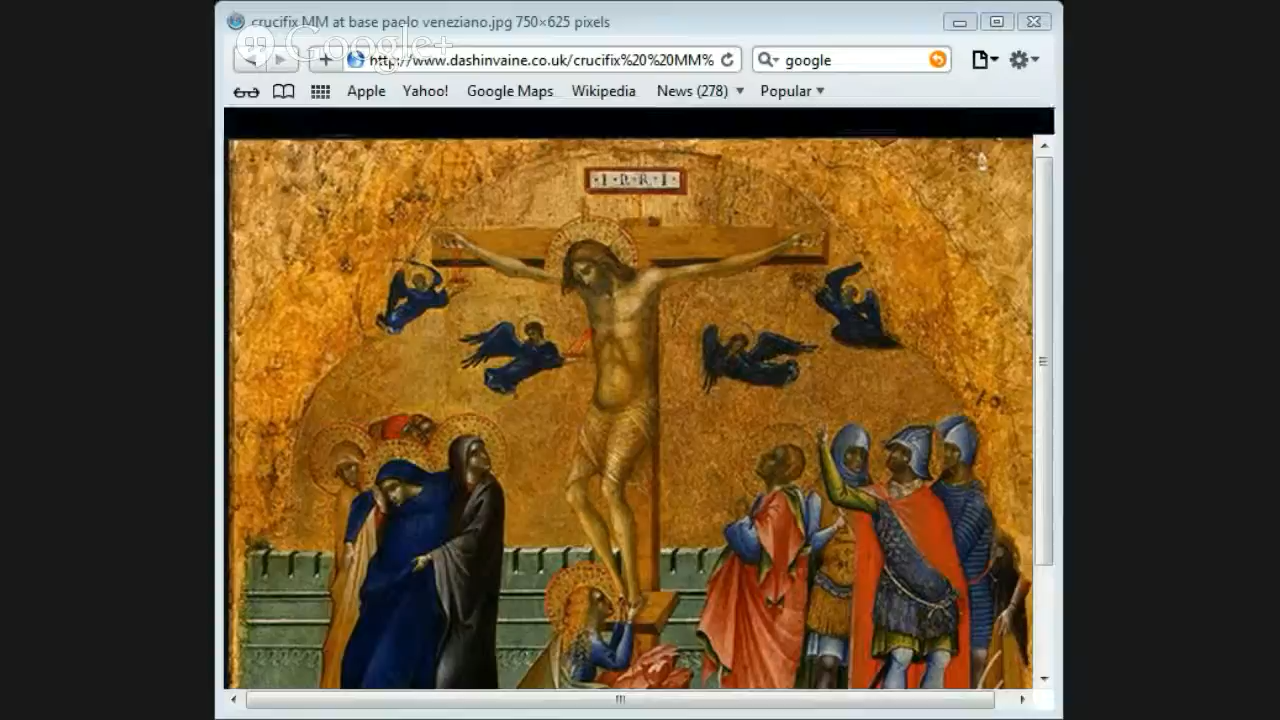 crucifix MM at base paolo veneziano.jpg 750×625 pixels
Google+
http://www.dashinvaine.co.uk/crucifix%20%20MM%
google
Apple Yahoo! Google Maps Wikipedia News (278) Popular
·I·N·R·I·